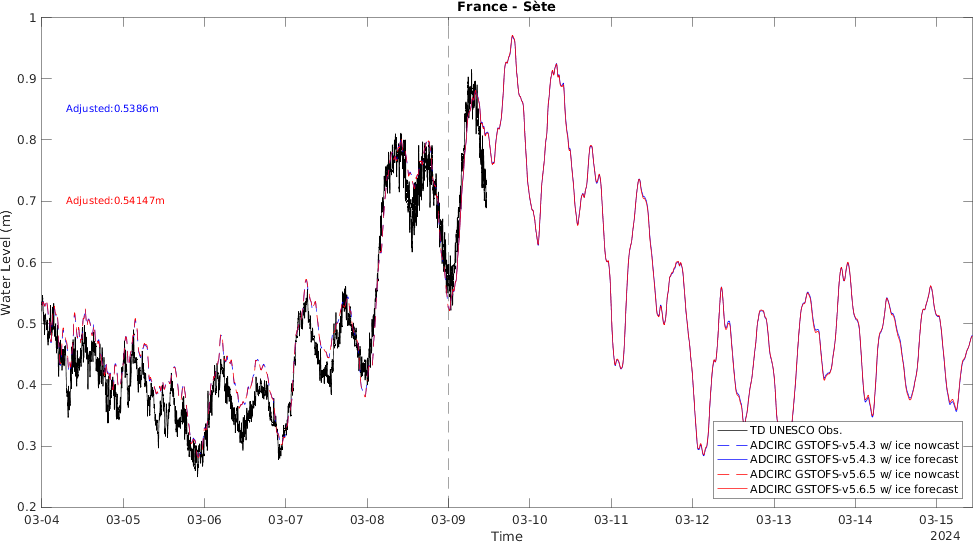 France - Sète
1
0.9
0.8
0.7
0.6
0.5
0.4
0.3
0.2
Water Level (m)
Adjusted:0.5386m
Adjusted:0.54147m
TD UNESCO Obs.
ADCIRC GSTOFS-v5.4.3 w/ ice nowcast
ADCIRC GSTOFS-v5.4.3 w/ ice forecast
ADCIRC GSTOFS-v5.6.5 w/ ice nowcast
ADCIRC GSTOFS-v5.6.5 w/ ice forecast
03-04 03-05 03-06 03-07 03-08 03-09 03-10 03-11 03-12 03-13 03-14 03-15
Time
2024